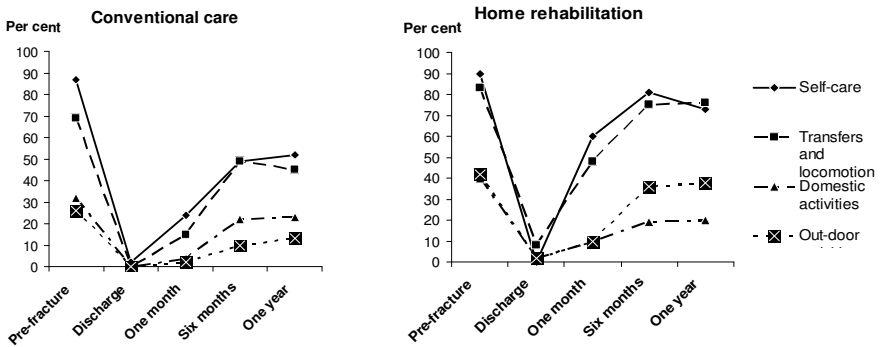 Conventional care
Per cent
100
90
80
70
60
50
40
30
20
10
0
Pre-fracture
Discharge
One month
Six months
One year
Home rehabilitation
Per cent
100
90
80
70
60
50
40
30
20
10
0
Pre-fracture
Discharge
One month
Six months
One year
Self-care
Transfers
and
locomotion
Domestic
activities
Out-door